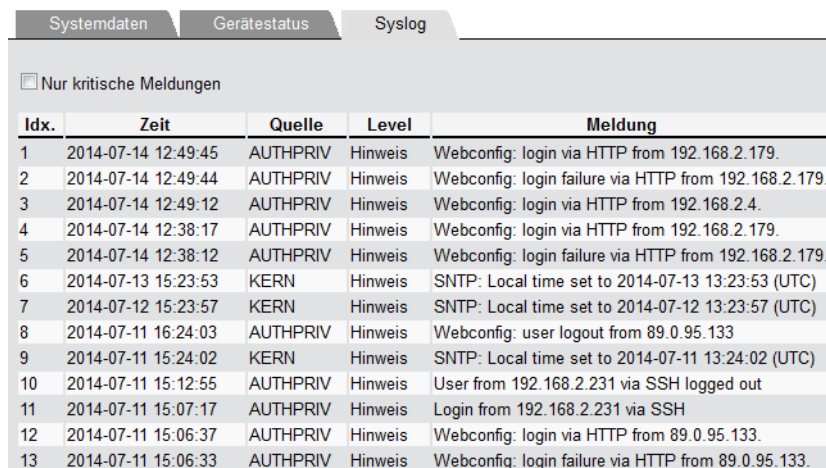 Systemdaten Gerätestatus Syslog
Nur kritische Meldungen
Idx. Zeit Quelle Level Meldung
1 2014-07-14 12:49:45 AUTHPRIV Hinweis Webconfig: login via HTTP from 192.168.2.179.
2 2014-07-14 12:49:44 AUTHPRIV Hinweis Webconfig: login failure via HTTP from 192.168.2.179.
3 2014-07-14 12:49:12 AUTHPRIV Hinweis Webconfig: login via HTTP from 192.168.2.4.
4 2014-07-14 12:38:17 AUTHPRIV Hinweis Webconfig: login via HTTP from 192.168.2.179.
5 2014-07-14 12:38:12 AUTHPRIV Hinweis Webconfig: login failure via HTTP from 192.168.2.179.
6 2014-07-13 15:23:53 KERN Hinweis SNTP: Local time set to 2014-07-13 13:23:53 (UTC)
7 2014-07-12 15:23:57 KERN Hinweis SNTP: Local time set to 2014-07-12 13:23:57 (UTC)
8 2014-07-11 16:24:03 AUTHPRIV Hinweis Webconfig: user logout from 89.0.95.133
9 2014-07-11 15:24:02 KERN Hinweis SNTP: Local time set to 2014-07-11 13:24:02 (UTC)
10 2014-07-11 15:12:55 AUTHPRIV Hinweis User from 192.168.2.231 via SSH logged out
11 2014-07-11 15:07:17 AUTHPRIV Hinweis Login from 192.168.2.231 via SSH
12 2014-07-11 15:06:37 AUTHPRIV Hinweis Webconfig: login via HTTP from 89.0.95.133.
13 2014-07-11 15:06:33 AUTHPRIV Hinweis Webconfig: login failure via HTTP from 89.0.95.133.